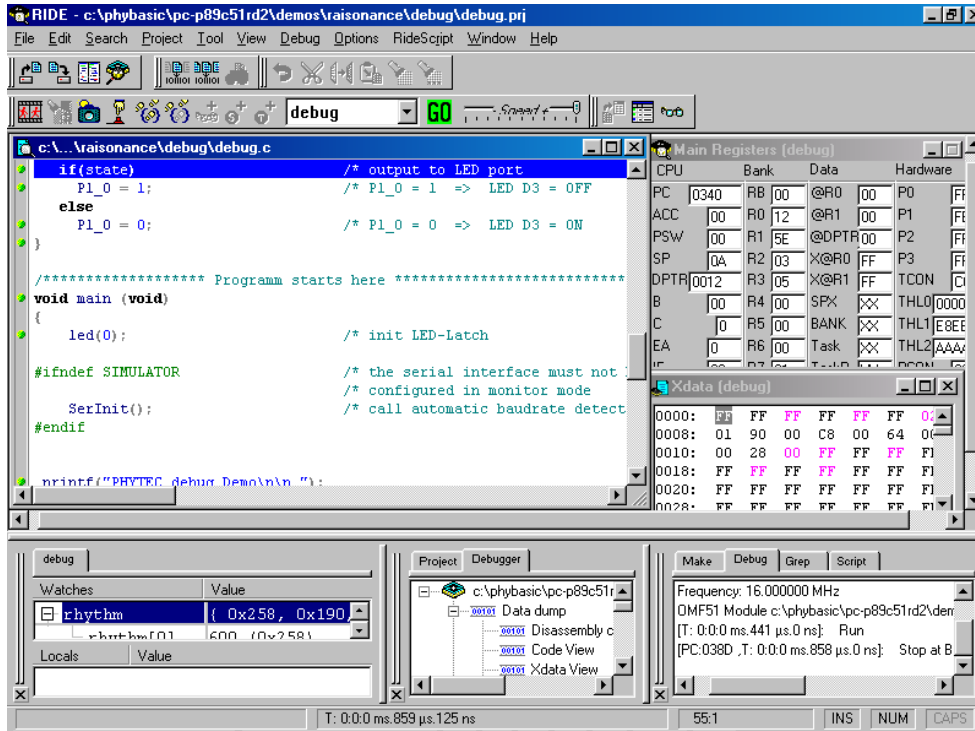 RIDE - c:\phybasic\pc-p89c51rd2\demos\raisonance\debug\debug.prj
File Edit Search Project Tool View Debug Options RideScript Window Help
debug GO - Speed +
c:\...\raisonance\debug\debug.c
if(state) /* output to LED port
P1_0 = 1; /* P1_0 = 1 => LED D3 = OFF
else
P1_0 = 0; /* P1_0 = 0 => LED D3 = ON
}
/******************* Programm starts here ***************************
void main (void)
{
led(0); /* init LED-Latch
#ifndef SIMULATOR /* the serial interface must not
/* configured in monitor mode
SerInit(); /* call automatic baudrate detect
#endif
printf("PHYTEC debug Demo\n\n ");
Main Registers (debug)
CPU Bank Data Hardware
PC 0340 RB 00 @R0 00 P0
ACC 00 R0 12 @R1 00 P1
PSW 00 R1 5E @DPTR 00 P2
SP 0A R2 03 X@R0 FF P3
DPTR 0012 R3 05 X@R1 FF TCON
B 00 R4 00 SPX XX THL0 0000
C 0 R5 00 BANK XX THL1 E8EE
EA 0 R6 00 Task XX THL2 AAAA
Xdata (debug)
0000: FF FF FF FF FF FF
0008: 01 90 00 C8 00 64
0010: 00 28 00 FF FF FF
0018: FF FF FF FF FF FF
0020: FF FF FF FF FF FF
0028: FF FF FF FF FF FF
debug
Watches Value
rhythm { 0x258, 0x190,
rhythm[0] 600 (0x258)
Locals Value
Project Debugger
c:\phybasic\pc-p89c51r
Data dump
Disassembly c
Code View
Xdata View
Make Debug Grep Script
Frequency: 16.000000 MHz
OMF51 Module c:\phybasic\pc-p89c51rd2\dem
[T: 0:0:0 ms.441 µs.0 ns]: Run
[PC:038D ,T: 0:0:0 ms.858 µs.0 ns]: Stop at B
T: 0:0:0 ms.859 µs.125 ns 55:1 INS NUM CAPS